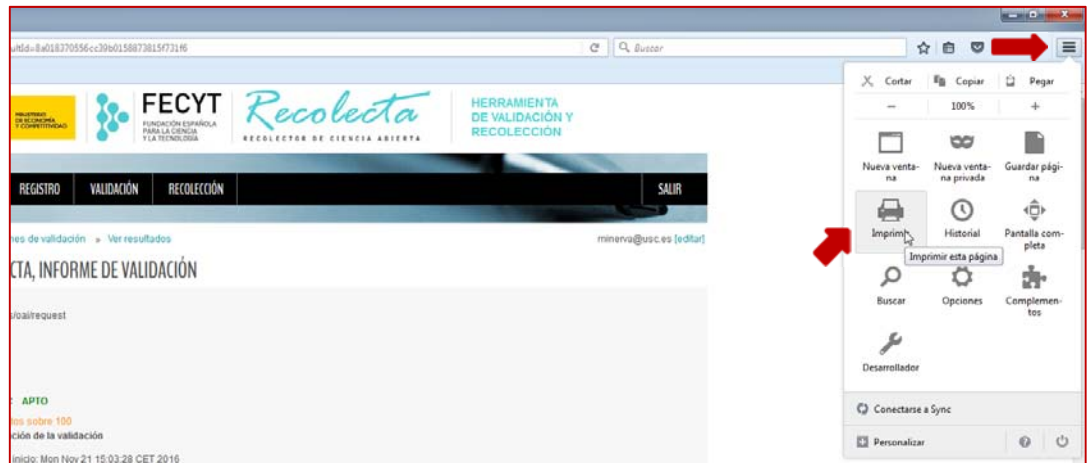 ultId=8a018370556cc39b0158873815f731f6
Buscar
Cortar
Copiar
Pegar
100%
MINISTERIO
DE ECONOMÍA
Y COMPETITIVIDAD
FECYT
FUNDACIÓN ESPAÑOLA
PARA LA CIENCIA
Y LA TECNOLOGÍA
Recolecta
RECOLECTOR DE CIENCIA ABIERTA
HERRAMIENTA
DE VALIDACIÓN Y
RECOLECCIÓN
Nueva venta-
na
Nueva venta-
na privada
Guardar pági-
na
REGISTRO VALIDACIÓN RECOLECCIÓN SALIR
Imprimir
Historial
Pantalla com-
pleta
Imprimir esta página
nes de validación » Ver resultados
minerva@usc.es [editar]
CTA, INFORME DE VALIDACIÓN
Buscar
Opciones
Complemen-
tos
s/oai/request
Desarrollador
: APTO
tos sobre 100
ción de la validación
inicio: Mon Nov 21 15:03:28 CET 2016
Conectarse a Sync
Personalizar